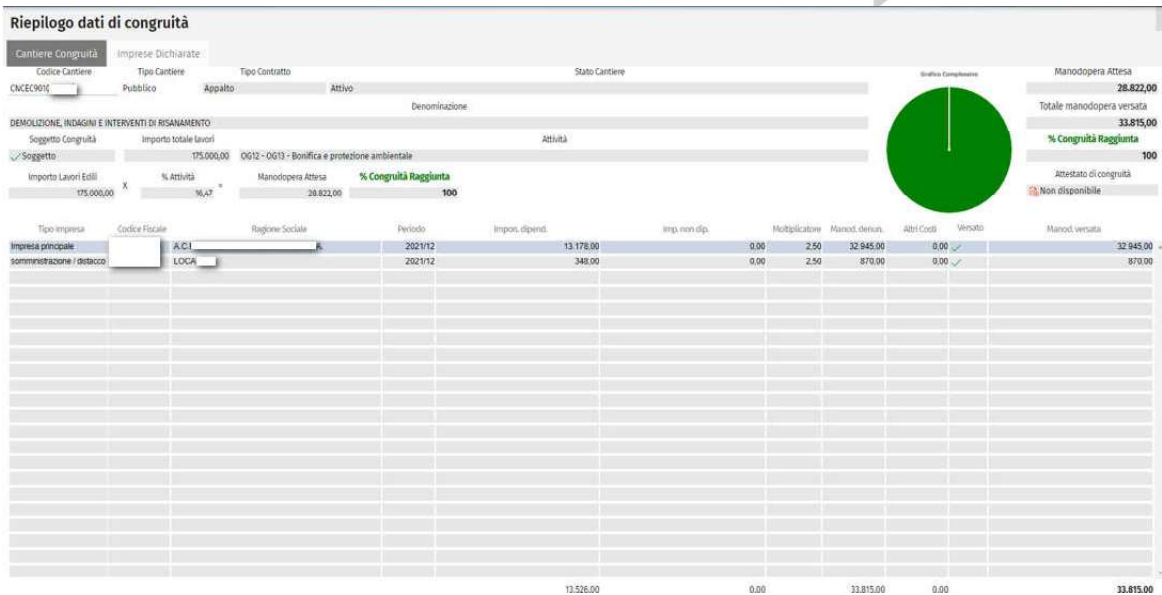 Riepilogo dati di congruità
Cantiere Congruità Imprese Dichiarate
Codice Cantiere Tipo Cantiere Tipo Contratto Stato Cantiere Grafico Complessivo Manodopera Attesa
CNCEC901 Pubblico Appalto Attivo 28.822,00
Denominazione Totale manodopera versata
DEMOLIZIONE, INDAGINI E INTERVENTI DI RISANAMENTO 33.815,00
Soggetto Congruità Importo totale lavori Attività % Congruità Raggiunta
Soggetto 175.000,00 OG12 - OG13 - Bonifica e protezione ambientale 100
Importo Lavori Edili X % Attività = Manodopera Attesa % Congruità Raggiunta Attestato di congruità
175.000,00 16,47 28.822,00 100 Non disponibile
Tipo Impresa Codice Fiscale Ragione Sociale Periodo Impon. dipend. Imp. non dip. Moltiplicatore Manod. denun. Altri Costi Versato Manod. versata
Impresa principale A.C. 2021/12 13.178,00 0,00 2,50 32.945,00 0,00 32.945,00
somministrazione / distacco LOCA 2021/12 348,00 0,00 2,50 870,00 0,00 870,00
13.526,00 0,00 33.815,00 0,00 33.815,00